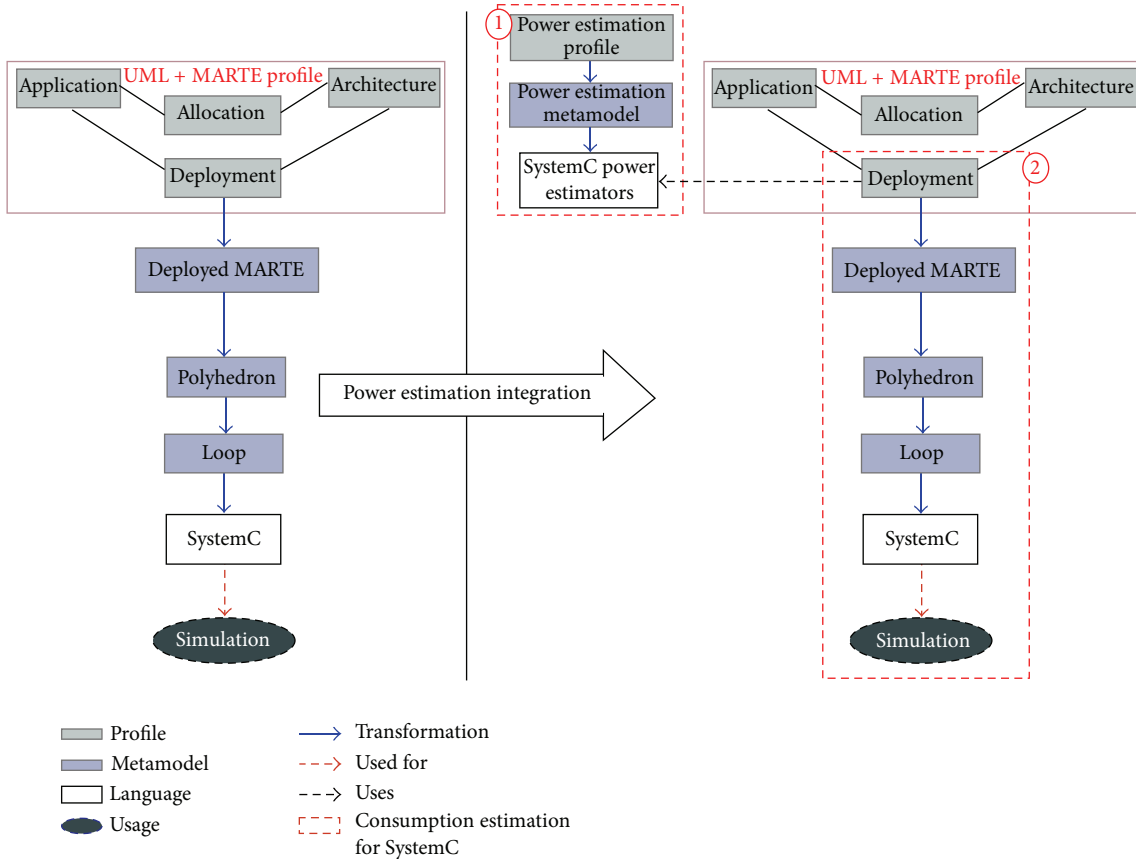 UML + MARTE profile
Application
Architecture
Allocation
Deployment
Deployed MARTE
Polyhedron
Loop
SystemC
Simulation
Power estimation integration
1
Power estimation
profile
Power estimation
metamodel
SystemC power
estimators
UML + MARTE profile
Application
Architecture
Allocation
2
Deployment
Deployed MARTE
Polyhedron
Loop
SystemC
Simulation
Profile
Metamodel
Language
Usage
Transformation
Used for
Uses
Consumption estimation
for SystemC